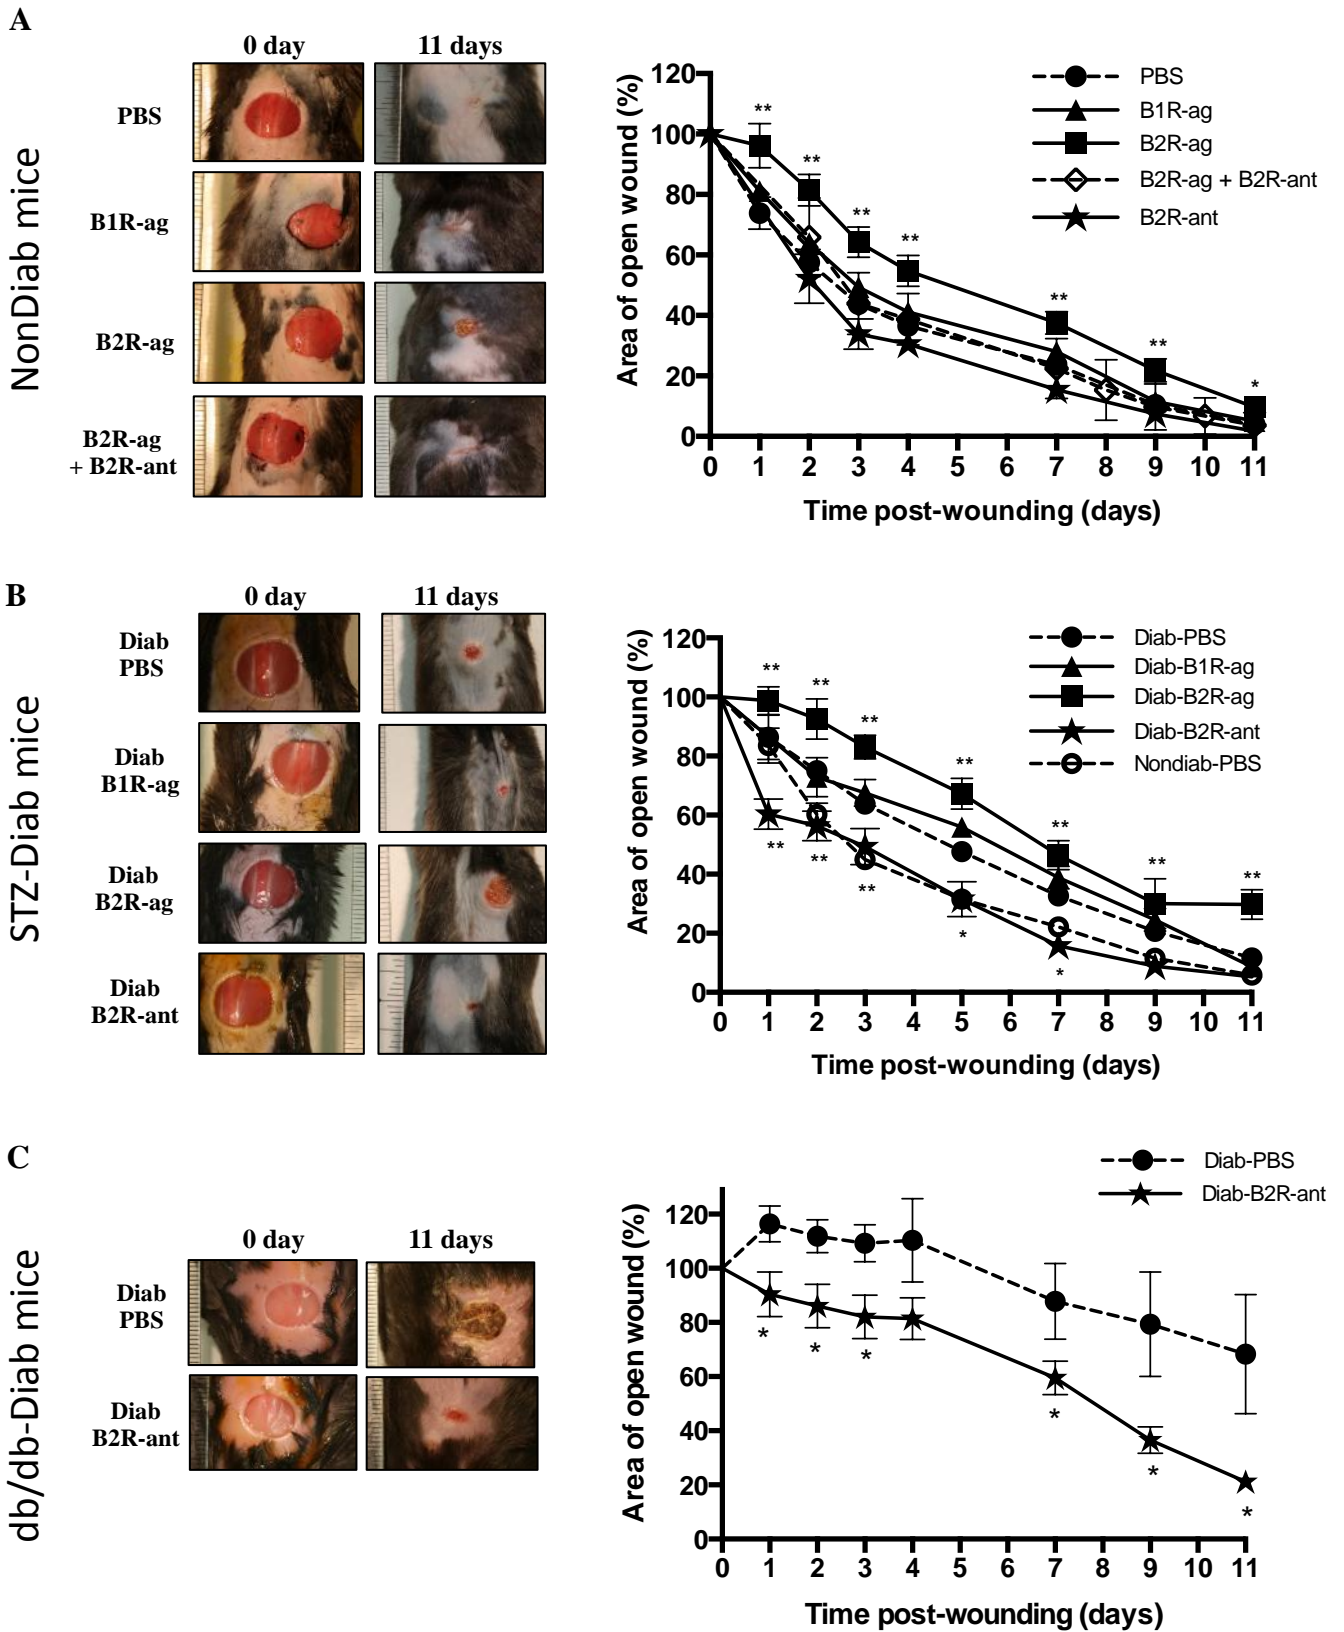 A
0 day 11 days
NonDiab mice
PBS
B1R-ag
B2R-ag
B2R-ag
+ B2R-ant
Area of open wound (%)
120
100
80
60
40
20
0
** ** ** ** ** ** *
0 1 2 3 4 5 6 7 8 9 10 11
Time post-wounding (days)
PBS
B1R-ag
B2R-ag
B2R-ag + B2R-ant
B2R-ant
B
0 day 11 days
STZ-Diab mice
Diab
PBS
Diab
B1R-ag
Diab
B2R-ag
Diab
B2R-ant
Area of open wound (%)
120
100
80
60
40
20
0
** ** ** ** ** ** **
** ** ** * *
0 1 2 3 4 5 6 7 8 9 10 11
Time post-wounding (days)
Diab-PBS
Diab-B1R-ag
Diab-B2R-ag
Diab-B2R-ant
Nondiab-PBS
C
0 day 11 days
db/db-Diab mice
Diab
PBS
Diab
B2R-ant
Area of open wound (%)
120
100
80
60
40
20
0
* * * * * *
0 1 2 3 4 5 6 7 8 9 10 11
Time post-wounding (days)
Diab-PBS
Diab-B2R-ant